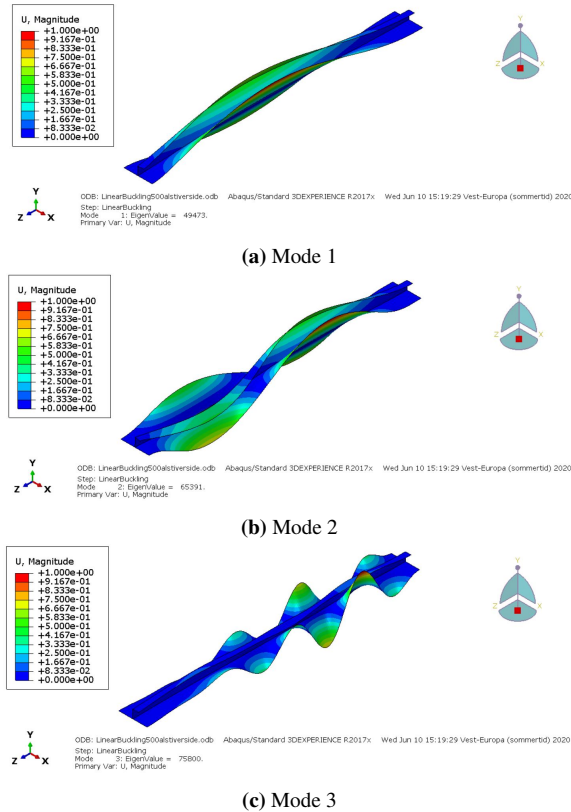 U, Magnitude
+1.000e+00
+9.167e-01
+8.333e-01
+7.500e-01
+6.667e-01
+5.833e-01
+5.000e-01
+4.167e-01
+3.333e-01
+2.500e-01
+1.667e-01
+8.333e-02
+0.000e+00
Y
Z X
Y
Z X
ODB: LinearBuckling500alstiverside.odb Abaqus/Standard 3DEXPERIENCE R2017x Wed Jun 10 15:19:29 Vest-Europa (sommertid) 2020
Step: LinearBuckling
Mode 1: EigenValue = 49473.
Primary Var: U, Magnitude
(a) Mode 1
U, Magnitude
+1.000e+00
+9.167e-01
+8.333e-01
+7.500e-01
+6.667e-01
+5.833e-01
+5.000e-01
+4.167e-01
+3.333e-01
+2.500e-01
+1.667e-01
+8.333e-02
+0.000e+00
Y
Z X
Y
Z X
ODB: LinearBuckling500alstiverside.odb Abaqus/Standard 3DEXPERIENCE R2017x Wed Jun 10 15:19:29 Vest-Europa (sommertid) 2020
Step: LinearBuckling
Mode 2: EigenValue = 65391.
Primary Var: U, Magnitude
(b) Mode 2
U, Magnitude
+1.000e+00
+9.167e-01
+8.333e-01
+7.500e-01
+6.667e-01
+5.833e-01
+5.000e-01
+4.167e-01
+3.333e-01
+2.500e-01
+1.667e-01
+8.333e-02
+0.000e+00
Y
Z X
Y
Z X
ODB: LinearBuckling500alstiverside.odb Abaqus/Standard 3DEXPERIENCE R2017x Wed Jun 10 15:19:29 Vest-Europa (sommertid) 2020
Step: LinearBuckling
Mode 3: EigenValue = 75800.
Primary Var: U, Magnitude
(c) Mode 3